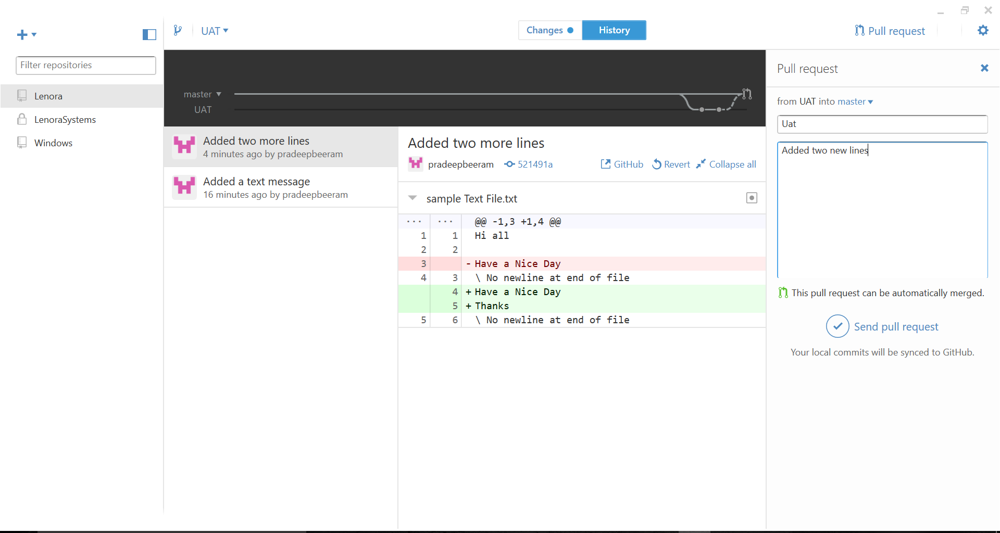 UAT
Changes
History
Pull request
Filter repositories
Lenora
LenoraSystems
Windows
master
UAT
Added two more lines
4 minutes ago by pradeepbeeram
Added a text message
16 minutes ago by pradeepbeeram
Added two more lines
pradeepbeeram 521491a GitHub Revert Collapse all
sample Text File.txt
... ... @@ -1,3 +1,4 @@
1 1 Hi all
2 2
3 - Have a Nice Day
4 3 \ No newline at end of file
4 + Have a Nice Day
5 + Thanks
5 6 \ No newline at end of file
Pull request
from UAT into master
Uat
Added two new lines
This pull request can be automatically merged.
Send pull request
Your local commits will be synced to GitHub.